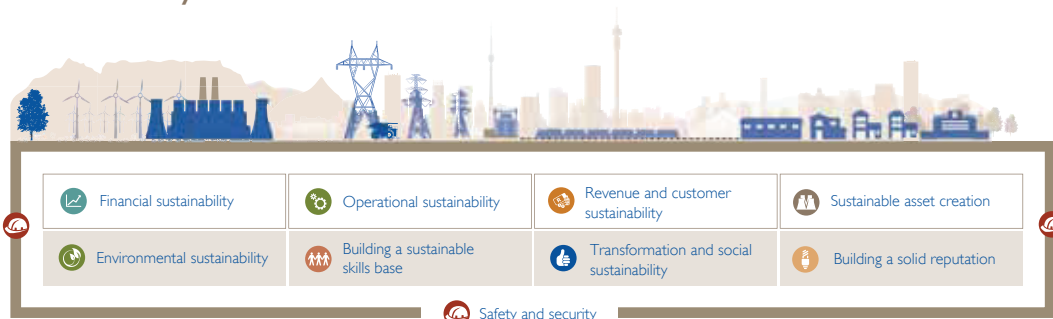 Financial sustainability
Operational sustainability
Revenue and customer
sustainability
Sustainable asset creation
Environmental sustainability
Building a sustainable
skills base
Transformation and social
sustainability
Building a solid reputation
Safety and security